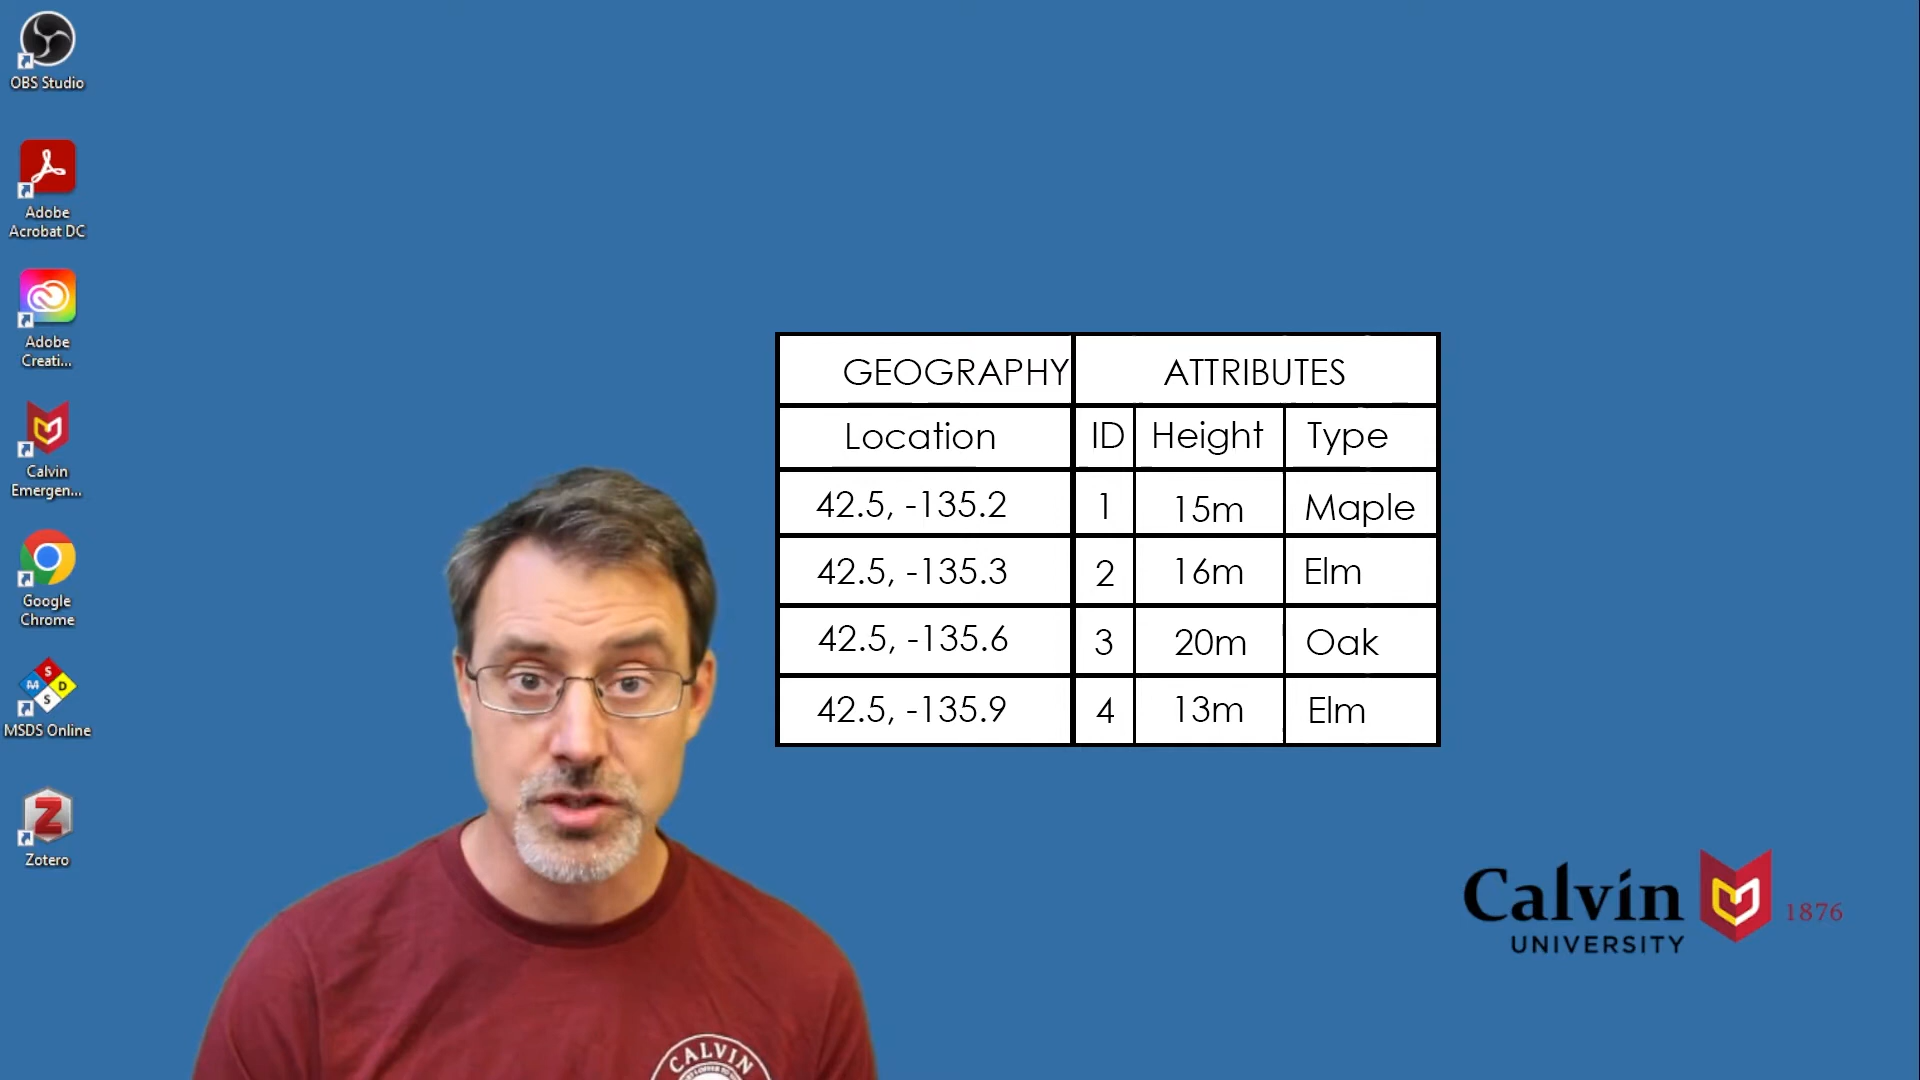 OBS Studio
Adobe
Acrobat DC
Adobe
Creati...
Calvin
Emergen...
Google
Chrome
S
M D
S
MSDS Online
Z
Zotero
GEOGRAPHY ATTRIBUTES
Location ID Height Type
42.5, -135.2 1 15m Maple
42.5, -135.3 2 16m Elm
42.5, -135.6 3 20m Oak
42.5, -135.9 4 13m Elm
Calvin 1876
UNIVERSITY
CALVIN